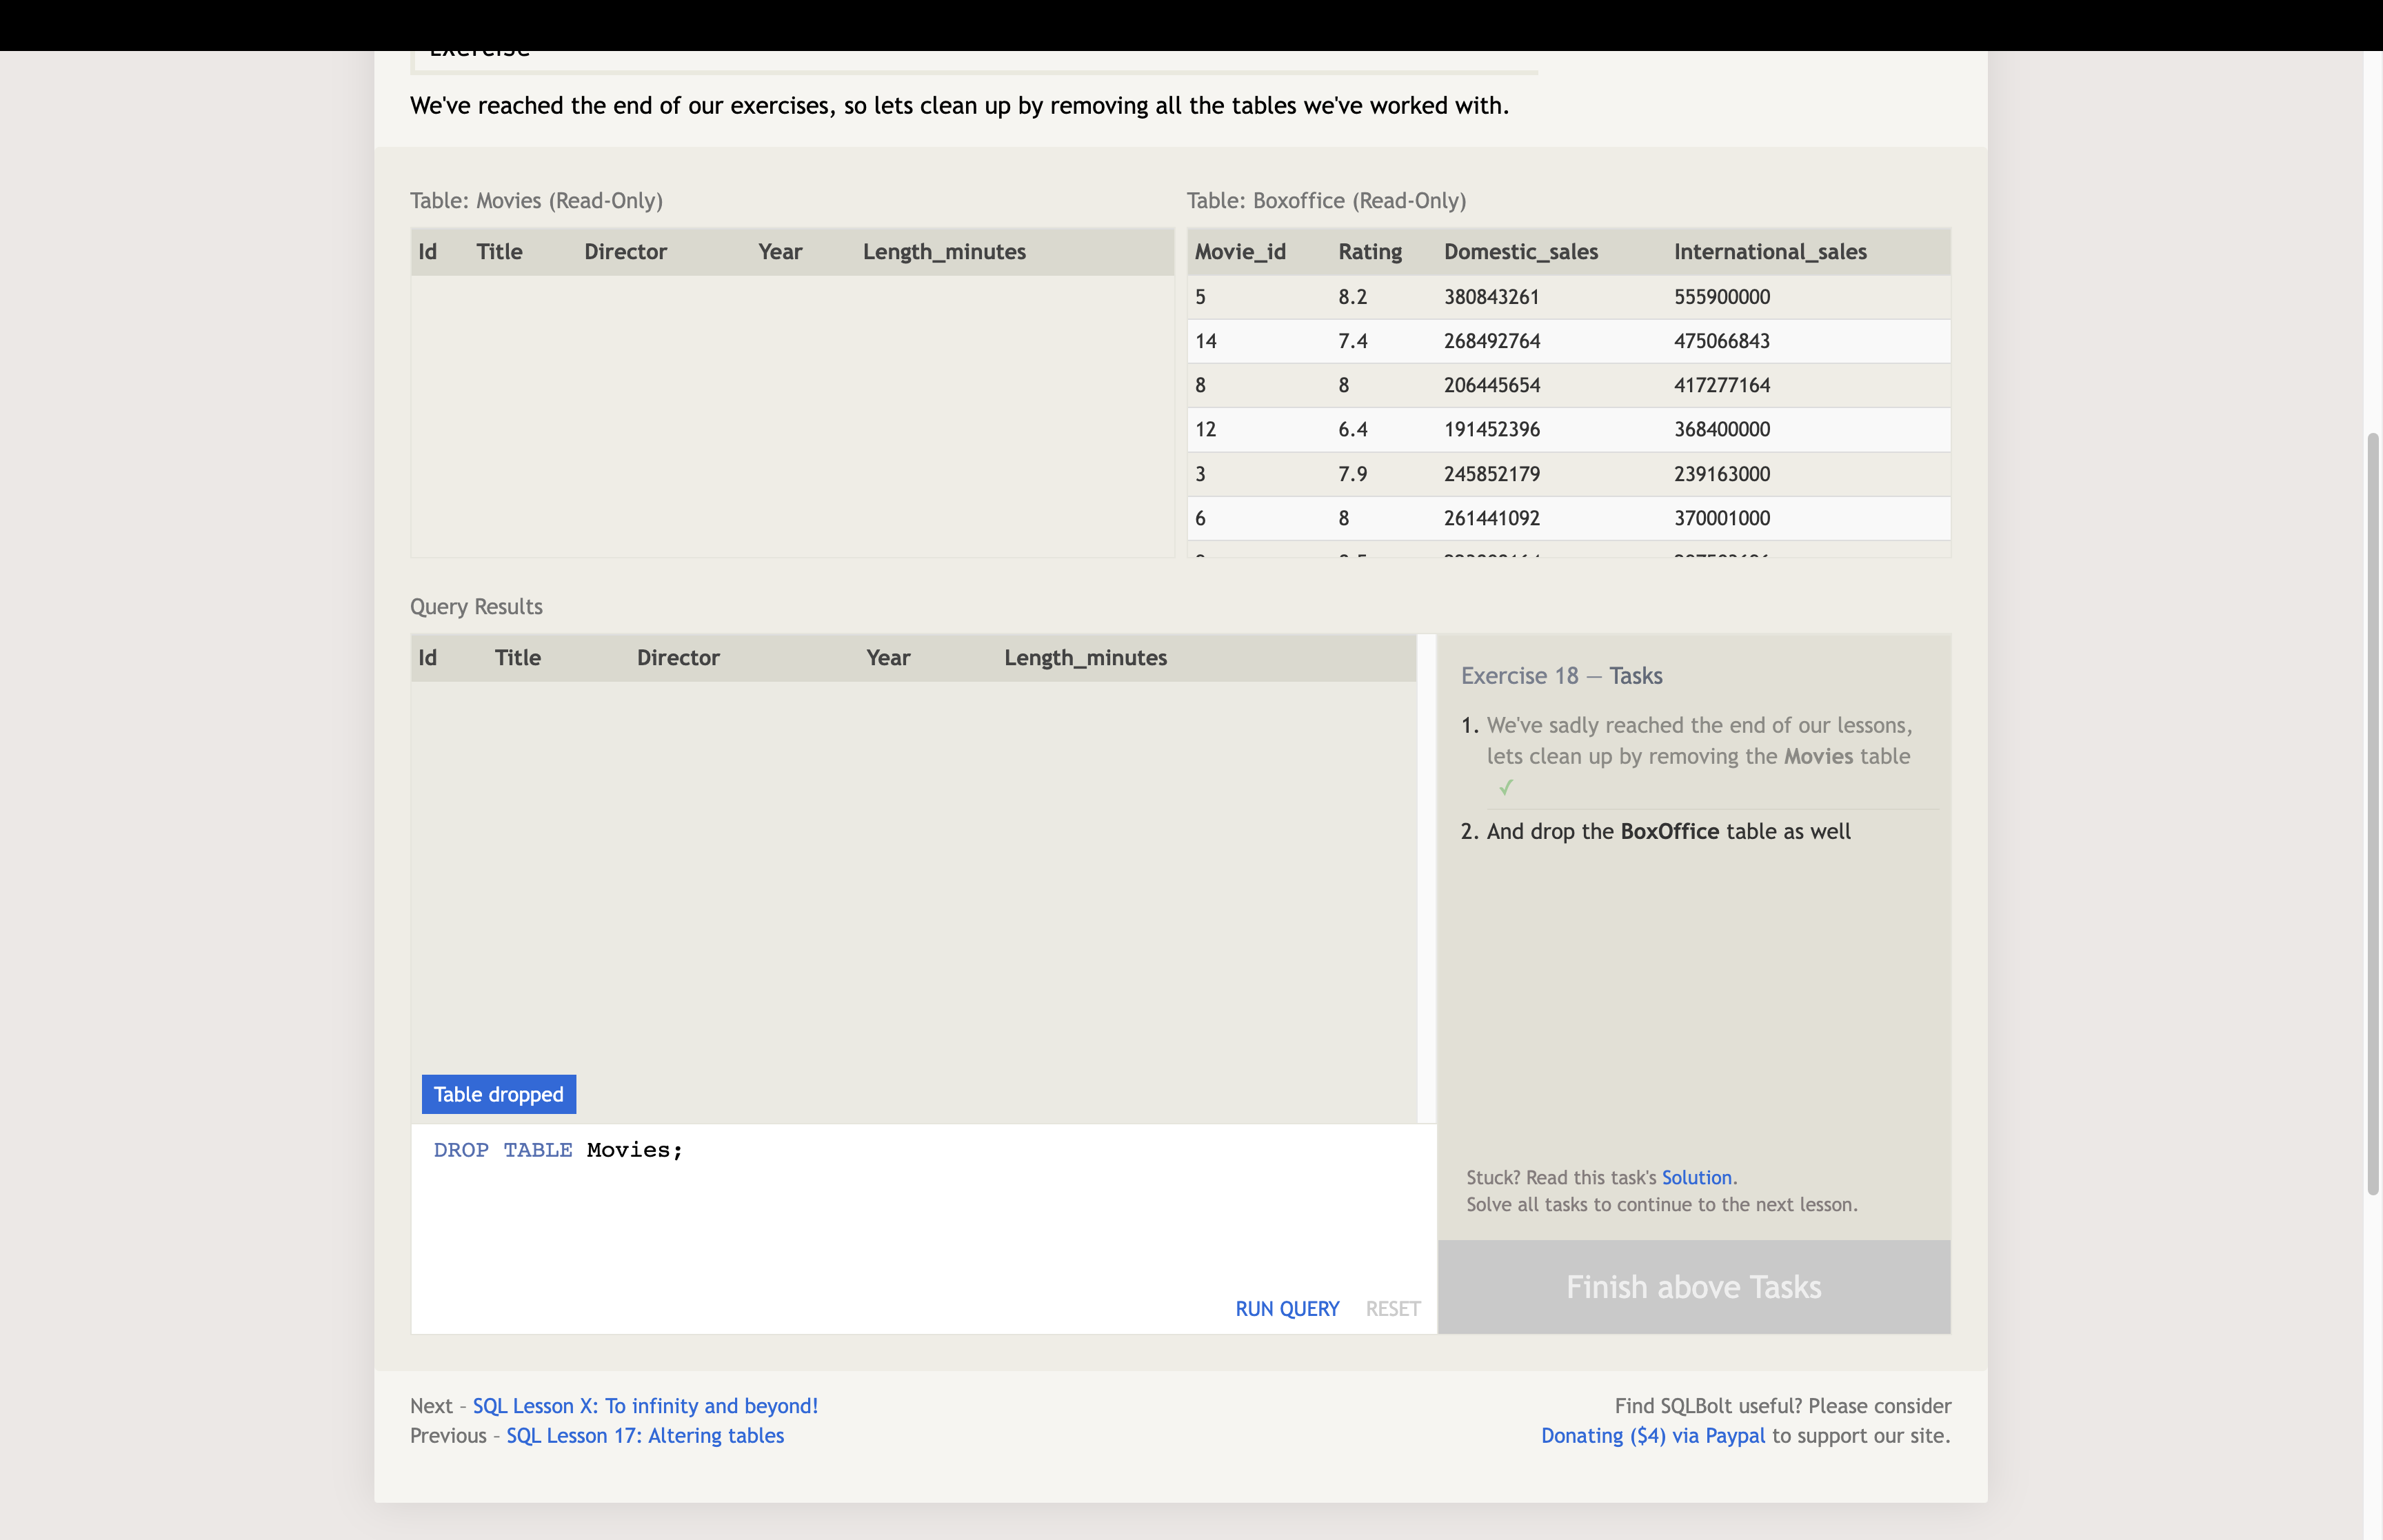 Exercise
We've reached the end of our exercises, so lets clean up by removing all the tables we've worked with.
Table: Movies (Read-Only)
Id Title Director Year Length_minutes
Table: Boxoffice (Read-Only)
Movie_id Rating Domestic_sales International_sales
5 8.2 380843261 555900000
14 7.4 268492764 475066843
8 8 206445654 417277164
12 6.4 191452396 368400000
3 7.9 245852179 239163000
6 8 261441092 370001000
Query Results
Id Title Director Year Length_minutes
Table dropped
DROP TABLE Movies;
RUN QUERY RESET
Exercise 18 — Tasks
1. We've sadly reached the end of our lessons,
lets clean up by removing the Movies table
✓
2. And drop the BoxOffice table as well
Stuck? Read this task's Solution.
Solve all tasks to continue to the next lesson.
Finish above Tasks
Next – SQL Lesson X: To infinity and beyond!
Previous – SQL Lesson 17: Altering tables
Find SQLBolt useful? Please consider
Donating ($4) via Paypal to support our site.